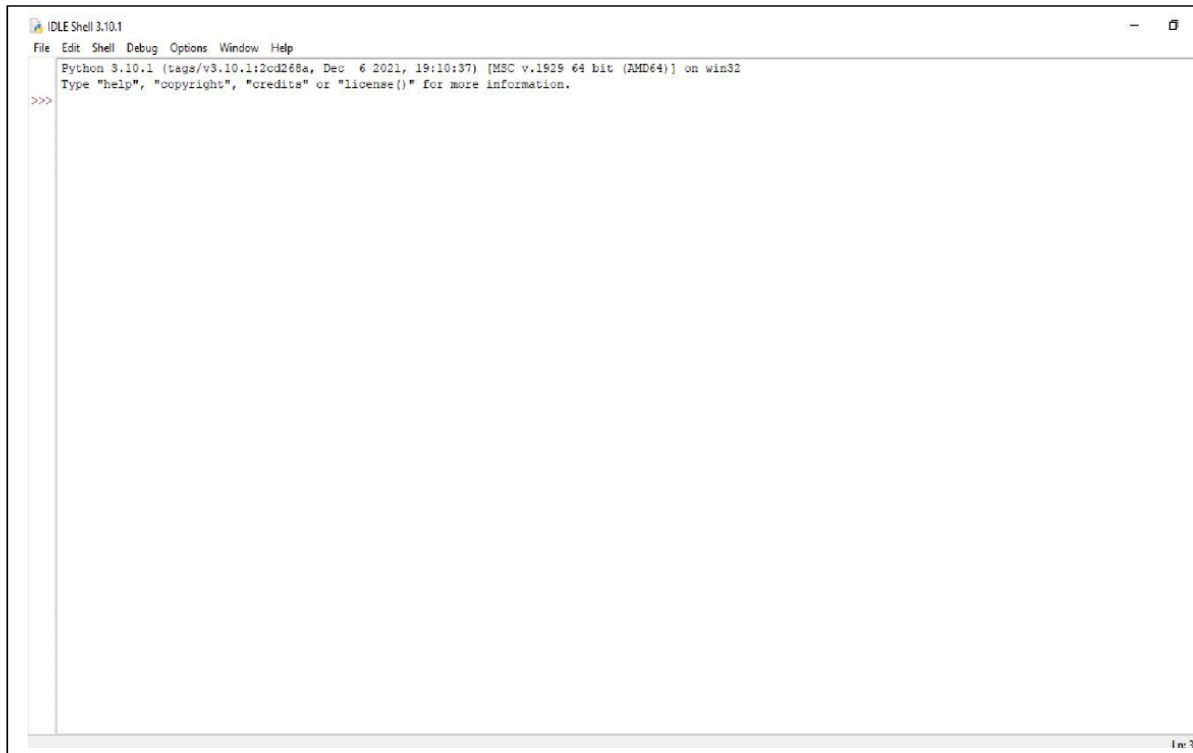 IDLE Shell 3.10.1
File Edit Shell Debug Options Window Help
Python 3.10.1 (tags/v3.10.1:2cd268a, Dec  6 2021, 19:10:37) [MSC v.1929 64 bit (AMD64)] on win32
Type "help", "copyright", "credits" or "license()" for more information.
>>>
Ln: 3